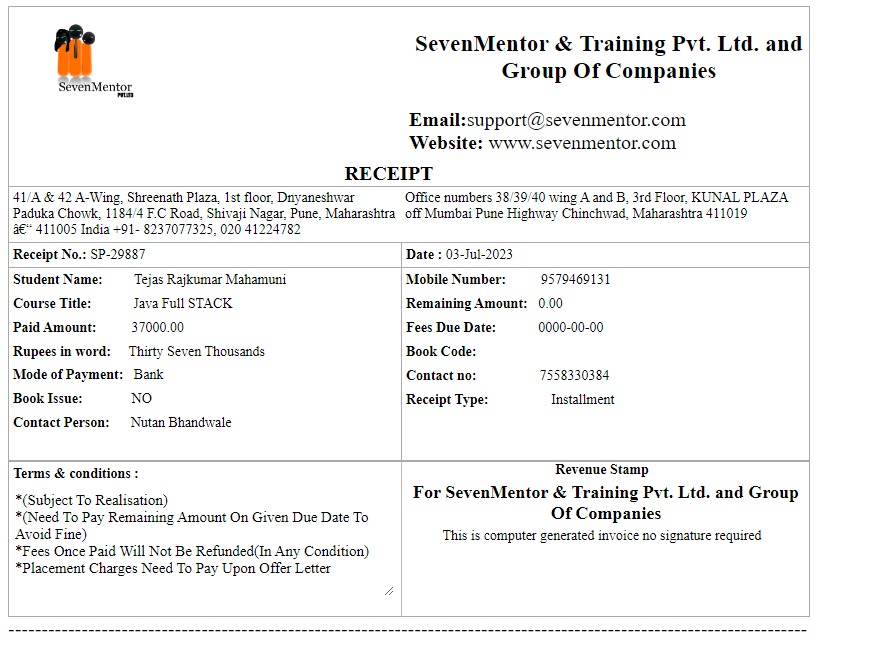 SevenMentor
PVT.LTD
SevenMentor & Training Pvt. Ltd. and
Group Of Companies
Email:support@sevenmentor.com
Website: www.sevenmentor.com
RECEIPT
41/A & 42 A-Wing, Shreenath Plaza, 1st floor, Dnyaneshwar
Paduka Chowk, 1184/4 F.C Road, Shivaji Nagar, Pune, Maharashtra
â€“ 411005 India +91- 8237077325, 020 41224782
Office numbers 38/39/40 wing A and B, 3rd Floor, KUNAL PLAZA
off Mumbai Pune Highway Chinchwad, Maharashtra 411019
Receipt No.: SP-29887
Date : 03-Jul-2023
Student Name: Tejas Rajkumar Mahamuni
Course Title: Java Full STACK
Paid Amount: 37000.00
Rupees in word: Thirty Seven Thousands
Mode of Payment: Bank
Book Issue: NO
Contact Person: Nutan Bhandwale
Mobile Number: 9579469131
Remaining Amount: 0.00
Fees Due Date: 0000-00-00
Book Code:
Contact no: 7558330384
Receipt Type: Installment
Terms & conditions :
*(Subject To Realisation)
*(Need To Pay Remaining Amount On Given Due Date To
Avoid Fine)
*Fees Once Paid Will Not Be Refunded(In Any Condition)
*Placement Charges Need To Pay Upon Offer Letter
Revenue Stamp
For SevenMentor & Training Pvt. Ltd. and Group
Of Companies
This is computer generated invoice no signature required